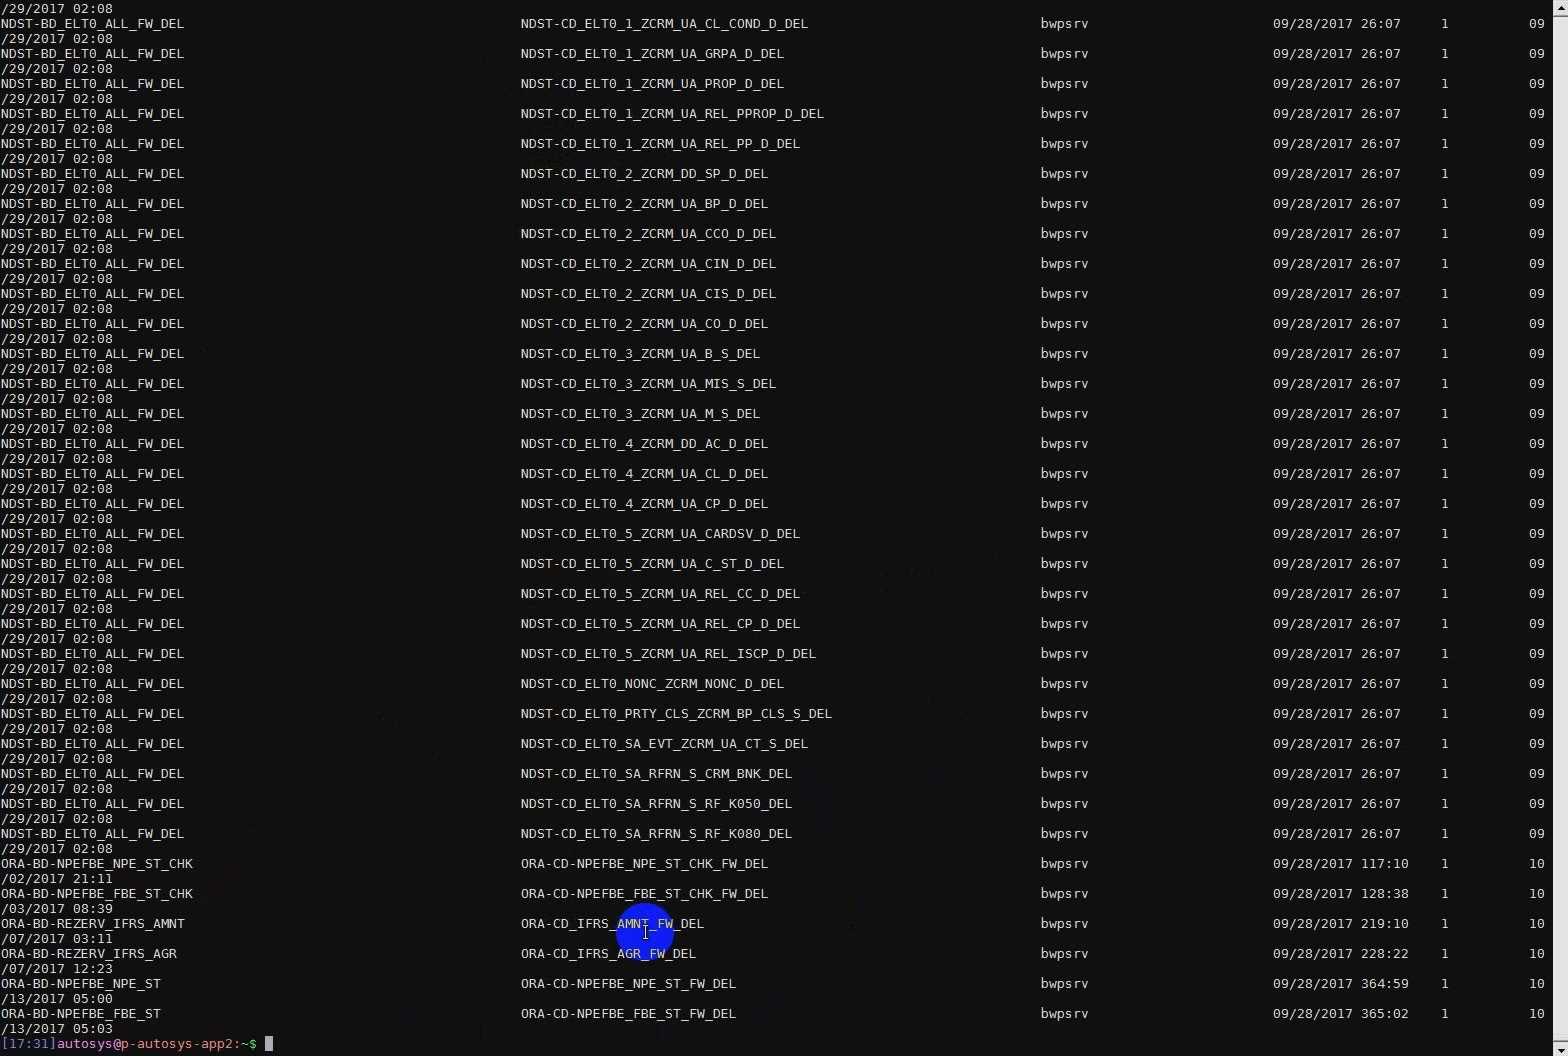 /29/2017 02:08
NDST-BD_ELT0_ALL_FW_DEL NDST-CD_ELT0_1_ZCRM_UA_CL_COND_D_DEL bwpsrv 09/28/2017 26:07 1 09
/29/2017 02:08
NDST-BD_ELT0_ALL_FW_DEL NDST-CD_ELT0_1_ZCRM_UA_GRPA_D_DEL bwpsrv 09/28/2017 26:07 1 09
/29/2017 02:08
NDST-BD_ELT0_ALL_FW_DEL NDST-CD_ELT0_1_ZCRM_UA_PROP_D_DEL bwpsrv 09/28/2017 26:07 1 09
/29/2017 02:08
NDST-BD_ELT0_ALL_FW_DEL NDST-CD_ELT0_1_ZCRM_UA_REL_PPROP_D_DEL bwpsrv 09/28/2017 26:07 1 09
/29/2017 02:08
NDST-BD_ELT0_ALL_FW_DEL NDST-CD_ELT0_1_ZCRM_UA_REL_PP_D_DEL bwpsrv 09/28/2017 26:07 1 09
/29/2017 02:08
NDST-BD_ELT0_ALL_FW_DEL NDST-CD_ELT0_2_ZCRM_DD_SP_D_DEL bwpsrv 09/28/2017 26:07 1 09
/29/2017 02:08
NDST-BD_ELT0_ALL_FW_DEL NDST-CD_ELT0_2_ZCRM_UA_BP_D_DEL bwpsrv 09/28/2017 26:07 1 09
/29/2017 02:08
NDST-BD_ELT0_ALL_FW_DEL NDST-CD_ELT0_2_ZCRM_UA_CCO_D_DEL bwpsrv 09/28/2017 26:07 1 09
/29/2017 02:08
NDST-BD_ELT0_ALL_FW_DEL NDST-CD_ELT0_2_ZCRM_UA_CIN_D_DEL bwpsrv 09/28/2017 26:07 1 09
/29/2017 02:08
NDST-BD_ELT0_ALL_FW_DEL NDST-CD_ELT0_2_ZCRM_UA_CIS_D_DEL bwpsrv 09/28/2017 26:07 1 09
/29/2017 02:08
NDST-BD_ELT0_ALL_FW_DEL NDST-CD_ELT0_2_ZCRM_UA_CO_D_DEL bwpsrv 09/28/2017 26:07 1 09
/29/2017 02:08
NDST-BD_ELT0_ALL_FW_DEL NDST-CD_ELT0_3_ZCRM_UA_B_S_DEL bwpsrv 09/28/2017 26:07 1 09
/29/2017 02:08
NDST-BD_ELT0_ALL_FW_DEL NDST-CD_ELT0_3_ZCRM_UA_MIS_S_DEL bwpsrv 09/28/2017 26:07 1 09
/29/2017 02:08
NDST-BD_ELT0_ALL_FW_DEL NDST-CD_ELT0_3_ZCRM_UA_M_S_DEL bwpsrv 09/28/2017 26:07 1 09
/29/2017 02:08
NDST-BD_ELT0_ALL_FW_DEL NDST-CD_ELT0_4_ZCRM_DD_AC_D_DEL bwpsrv 09/28/2017 26:07 1 09
/29/2017 02:08
NDST-BD_ELT0_ALL_FW_DEL NDST-CD_ELT0_4_ZCRM_UA_CL_D_DEL bwpsrv 09/28/2017 26:07 1 09
/29/2017 02:08
NDST-BD_ELT0_ALL_FW_DEL NDST-CD_ELT0_4_ZCRM_UA_CP_D_DEL bwpsrv 09/28/2017 26:07 1 09
/29/2017 02:08
NDST-BD_ELT0_ALL_FW_DEL NDST-CD_ELT0_5_ZCRM_UA_CARDSV_D_DEL bwpsrv 09/28/2017 26:07 1 09
/29/2017 02:08
NDST-BD_ELT0_ALL_FW_DEL NDST-CD_ELT0_5_ZCRM_UA_C_ST_D_DEL bwpsrv 09/28/2017 26:07 1 09
/29/2017 02:08
NDST-BD_ELT0_ALL_FW_DEL NDST-CD_ELT0_5_ZCRM_UA_REL_CC_D_DEL bwpsrv 09/28/2017 26:07 1 09
/29/2017 02:08
NDST-BD_ELT0_ALL_FW_DEL NDST-CD_ELT0_5_ZCRM_UA_REL_CP_D_DEL bwpsrv 09/28/2017 26:07 1 09
/29/2017 02:08
NDST-BD_ELT0_ALL_FW_DEL NDST-CD_ELT0_5_ZCRM_UA_REL_ISCP_D_DEL bwpsrv 09/28/2017 26:07 1 09
/29/2017 02:08
NDST-BD_ELT0_ALL_FW_DEL NDST-CD_ELT0_NONC_ZCRM_NONC_D_DEL bwpsrv 09/28/2017 26:07 1 09
/29/2017 02:08
NDST-BD_ELT0_ALL_FW_DEL NDST-CD_ELT0_PRTY_CLS_ZCRM_BP_CLS_S_DEL bwpsrv 09/28/2017 26:07 1 09
/29/2017 02:08
NDST-BD_ELT0_ALL_FW_DEL NDST-CD_ELT0_SA_EVT_ZCRM_UA_CT_S_DEL bwpsrv 09/28/2017 26:07 1 09
/29/2017 02:08
NDST-BD_ELT0_ALL_FW_DEL NDST-CD_ELT0_SA_RFRN_S_CRM_BNK_DEL bwpsrv 09/28/2017 26:07 1 09
/29/2017 02:08
NDST-BD_ELT0_ALL_FW_DEL NDST-CD_ELT0_SA_RFRN_S_RF_K050_DEL bwpsrv 09/28/2017 26:07 1 09
/29/2017 02:08
NDST-BD_ELT0_ALL_FW_DEL NDST-CD_ELT0_SA_RFRN_S_RF_K080_DEL bwpsrv 09/28/2017 26:07 1 09
/29/2017 02:08
ORA-BD-NPEFBE_NPE_ST_CHK ORA-CD-NPEFBE_NPE_ST_CHK_FW_DEL bwpsrv 09/28/2017 117:10 1 10
/02/2017 21:11
ORA-BD-NPEFBE_FBE_ST_CHK ORA-CD-NPEFBE_FBE_ST_CHK_FW_DEL bwpsrv 09/28/2017 128:38 1 10
/03/2017 08:39
ORA-BD-REZERV_IFRS_AMNT ORA-CD_IFRS_AMNT_FW_DEL bwpsrv 09/28/2017 219:10 1 10
/07/2017 03:11
ORA-BD-REZERV_IFRS_AGR ORA-CD_IFRS_AGR_FW_DEL bwpsrv 09/28/2017 228:22 1 10
/07/2017 12:23
ORA-BD-NPEFBE_NPE_ST ORA-CD-NPEFBE_NPE_ST_FW_DEL bwpsrv 09/28/2017 364:59 1 10
/13/2017 05:00
ORA-BD-NPEFBE_FBE_ST ORA-CD-NPEFBE_FBE_ST_FW_DEL bwpsrv 09/28/2017 365:02 1 10
/13/2017 05:03
[17:31]autosys@p-autosys-app2:~$